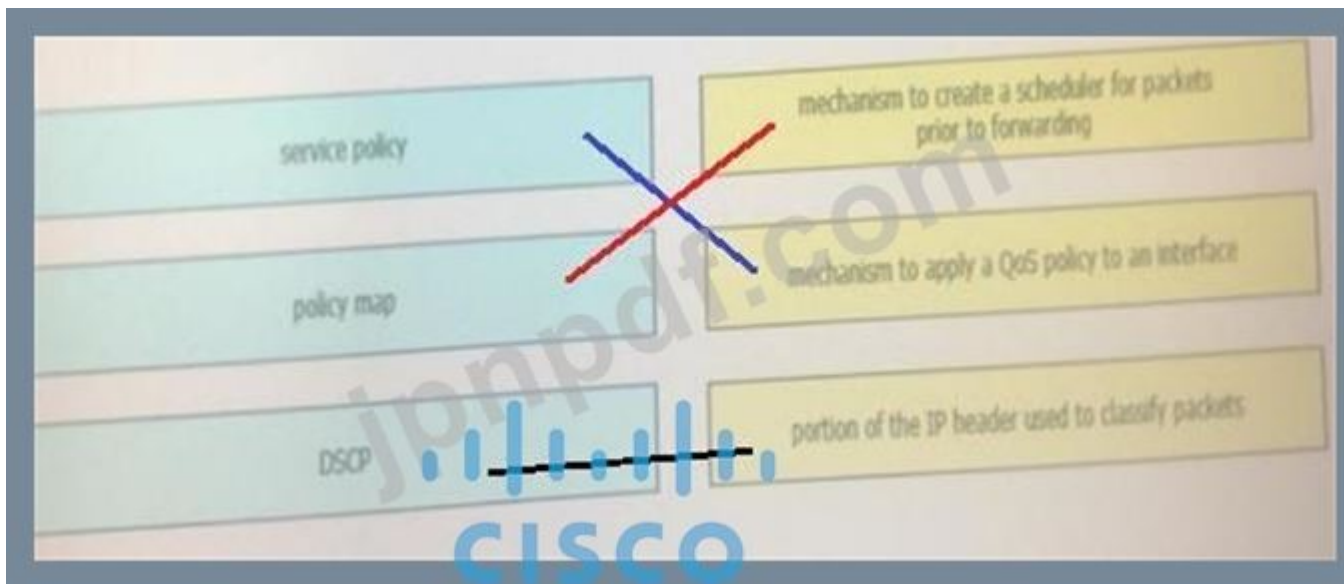 service policy
mechanism to create a scheduler for packets
prior to forwarding
policy map
mechanism to apply a QoS policy to an interface
DSCP
portion of the IP header used to classify packets
jpnpdf.com
CISCO